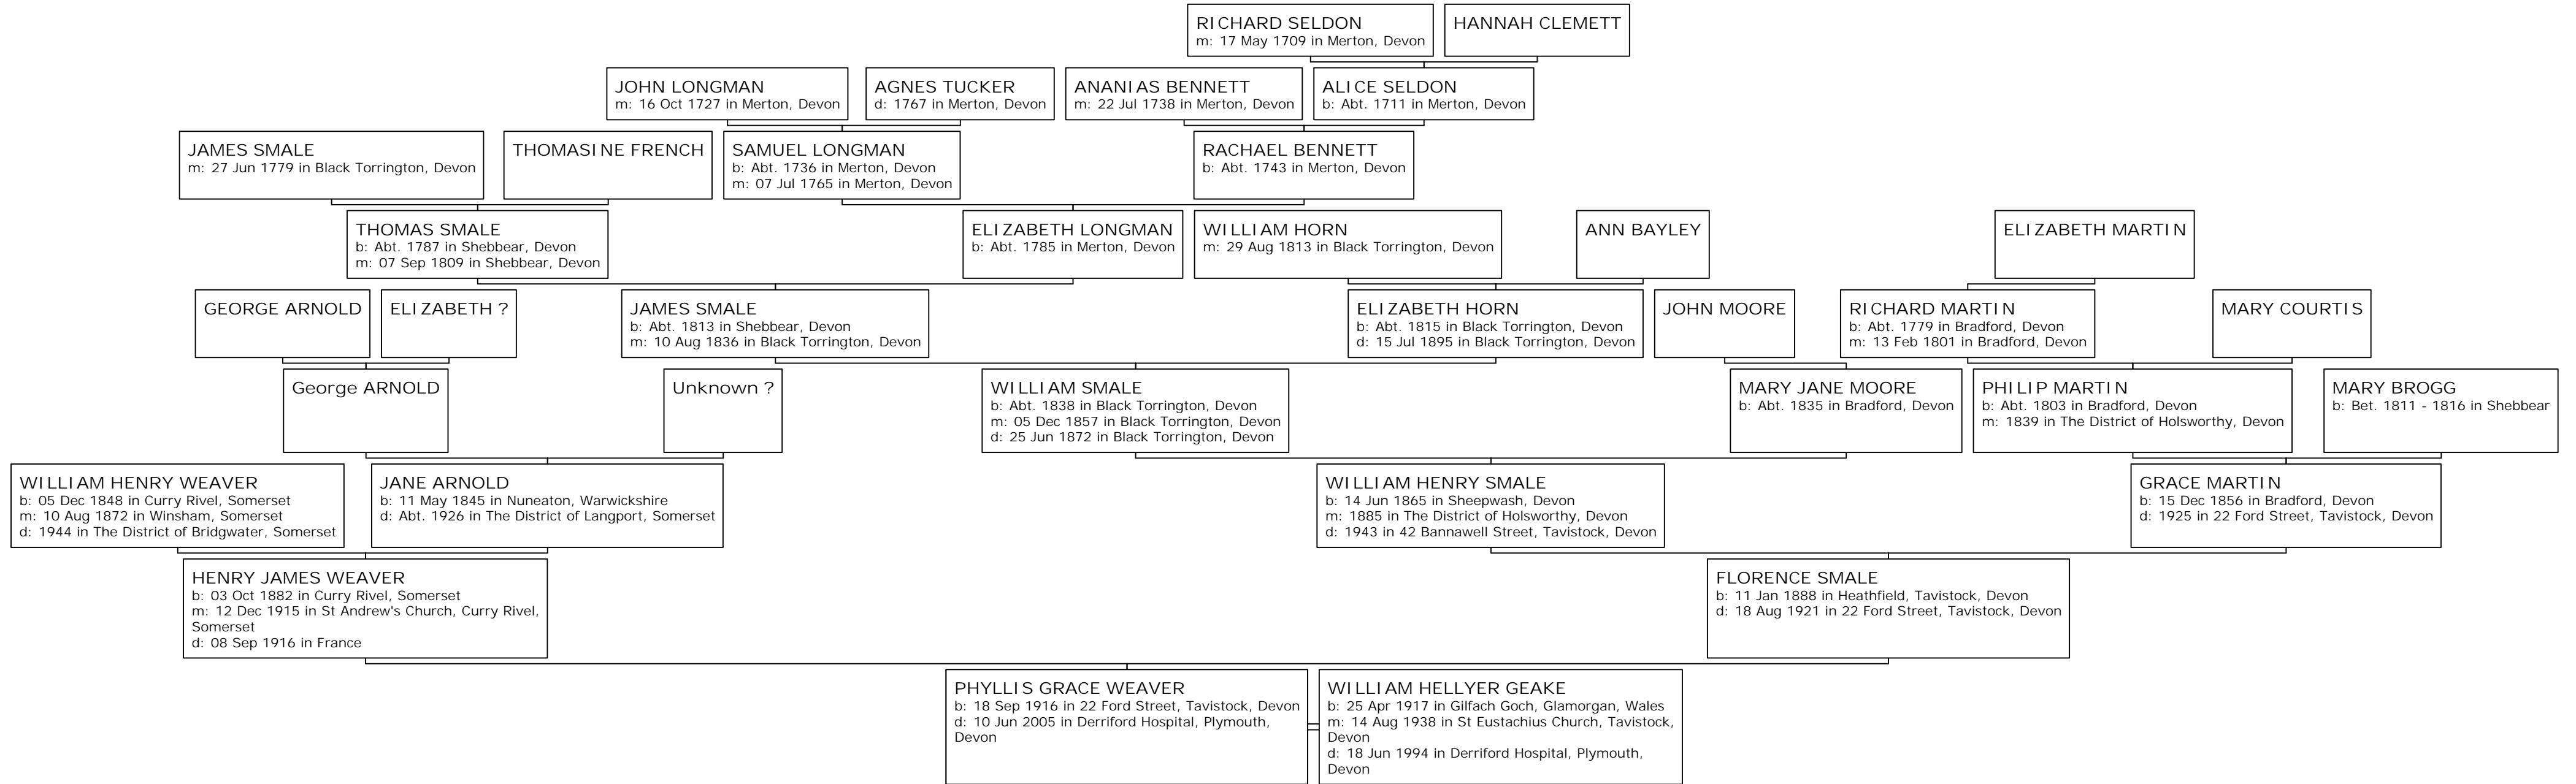 RICHARD SELDON
m: 17 May 1709 in Merton, Devon
HANNAH CLEMETT
JOHN LONGMAN
m: 16 Oct 1727 in Merton, Devon
AGNES TUCKER
d: 1767 in Merton, Devon
ANANIAS BENNETT
m: 22 Jul 1738 in Merton, Devon
ALICE SELDON
b: Abt. 1711 in Merton, Devon
JAMES SMALE
m: 27 Jun 1779 in Black Torrington, Devon
THOMASINE FRENCH
SAMUEL LONGMAN
b: Abt. 1736 in Merton, Devon
m: 07 Jul 1765 in Merton, Devon
RACHAEL BENNETT
b: Abt. 1743 in Merton, Devon
THOMAS SMALE
b: Abt. 1787 in Shebbear, Devon
m: 07 Sep 1809 in Shebbear, Devon
ELIZABETH LONGMAN
b: Abt. 1785 in Merton, Devon
WILLIAM HORN
m: 29 Aug 1813 in Black Torrington, Devon
ANN BAYLEY
ELIZABETH MARTIN
GEORGE ARNOLD
ELIZABETH ?
JAMES SMALE
b: Abt. 1813 in Shebbear, Devon
m: 10 Aug 1836 in Black Torrington, Devon
ELIZABETH HORN
b: Abt. 1815 in Black Torrington, Devon
d: 15 Jul 1895 in Black Torrington, Devon
JOHN MOORE
RICHARD MARTIN
b: Abt. 1779 in Bradford, Devon
m: 13 Feb 1801 in Bradford, Devon
MARY COURTIS
George ARNOLD
Unknown ?
WILLIAM SMALE
b: Abt. 1838 in Black Torrington, Devon
m: 05 Dec 1857 in Black Torrington, Devon
d: 25 Jun 1872 in Black Torrington, Devon
MARY JANE MOORE
b: Abt. 1835 in Bradford, Devon
PHILIP MARTIN
b: Abt. 1803 in Bradford, Devon
m: 1839 in The District of Holsworthy, Devon
MARY BROGG
b: Bet. 1811 - 1816 in Shebbear
WILLIAM HENRY WEAVER
b: 05 Dec 1848 in Curry Rivel, Somerset
m: 10 Aug 1872 in Winsham, Somerset
d: 1944 in The District of Bridgwater, Somerset
JANE ARNOLD
b: 11 May 1845 in Nuneaton, Warwickshire
d: Abt. 1926 in The District of Langport, Somerset
WILLIAM HENRY SMALE
b: 14 Jun 1865 in Sheepwash, Devon
m: 1885 in The District of Holsworthy, Devon
d: 1943 in 42 Bannawell Street, Tavistock, Devon
GRACE MARTIN
b: 15 Dec 1856 in Bradford, Devon
d: 1925 in 22 Ford Street, Tavistock, Devon
HENRY JAMES WEAVER
b: 03 Oct 1882 in Curry Rivel, Somerset
m: 12 Dec 1915 in St Andrew's Church, Curry Rivel,
Somerset
d: 08 Sep 1916 in France
FLORENCE SMALE
b: 11 Jan 1888 in Heathfield, Tavistock, Devon
d: 18 Aug 1921 in 22 Ford Street, Tavistock, Devon
PHYLLIS GRACE WEAVER
b: 18 Sep 1916 in 22 Ford Street, Tavistock, Devon
d: 10 Jun 2005 in Derriford Hospital, Plymouth,
Devon
WILLIAM HELLYER GEAKE
b: 25 Apr 1917 in Gilfach Goch, Glamorgan, Wales
m: 14 Aug 1938 in St Eustachius Church, Tavistock,
Devon
d: 18 Jun 1994 in Derriford Hospital, Plymouth,
Devon